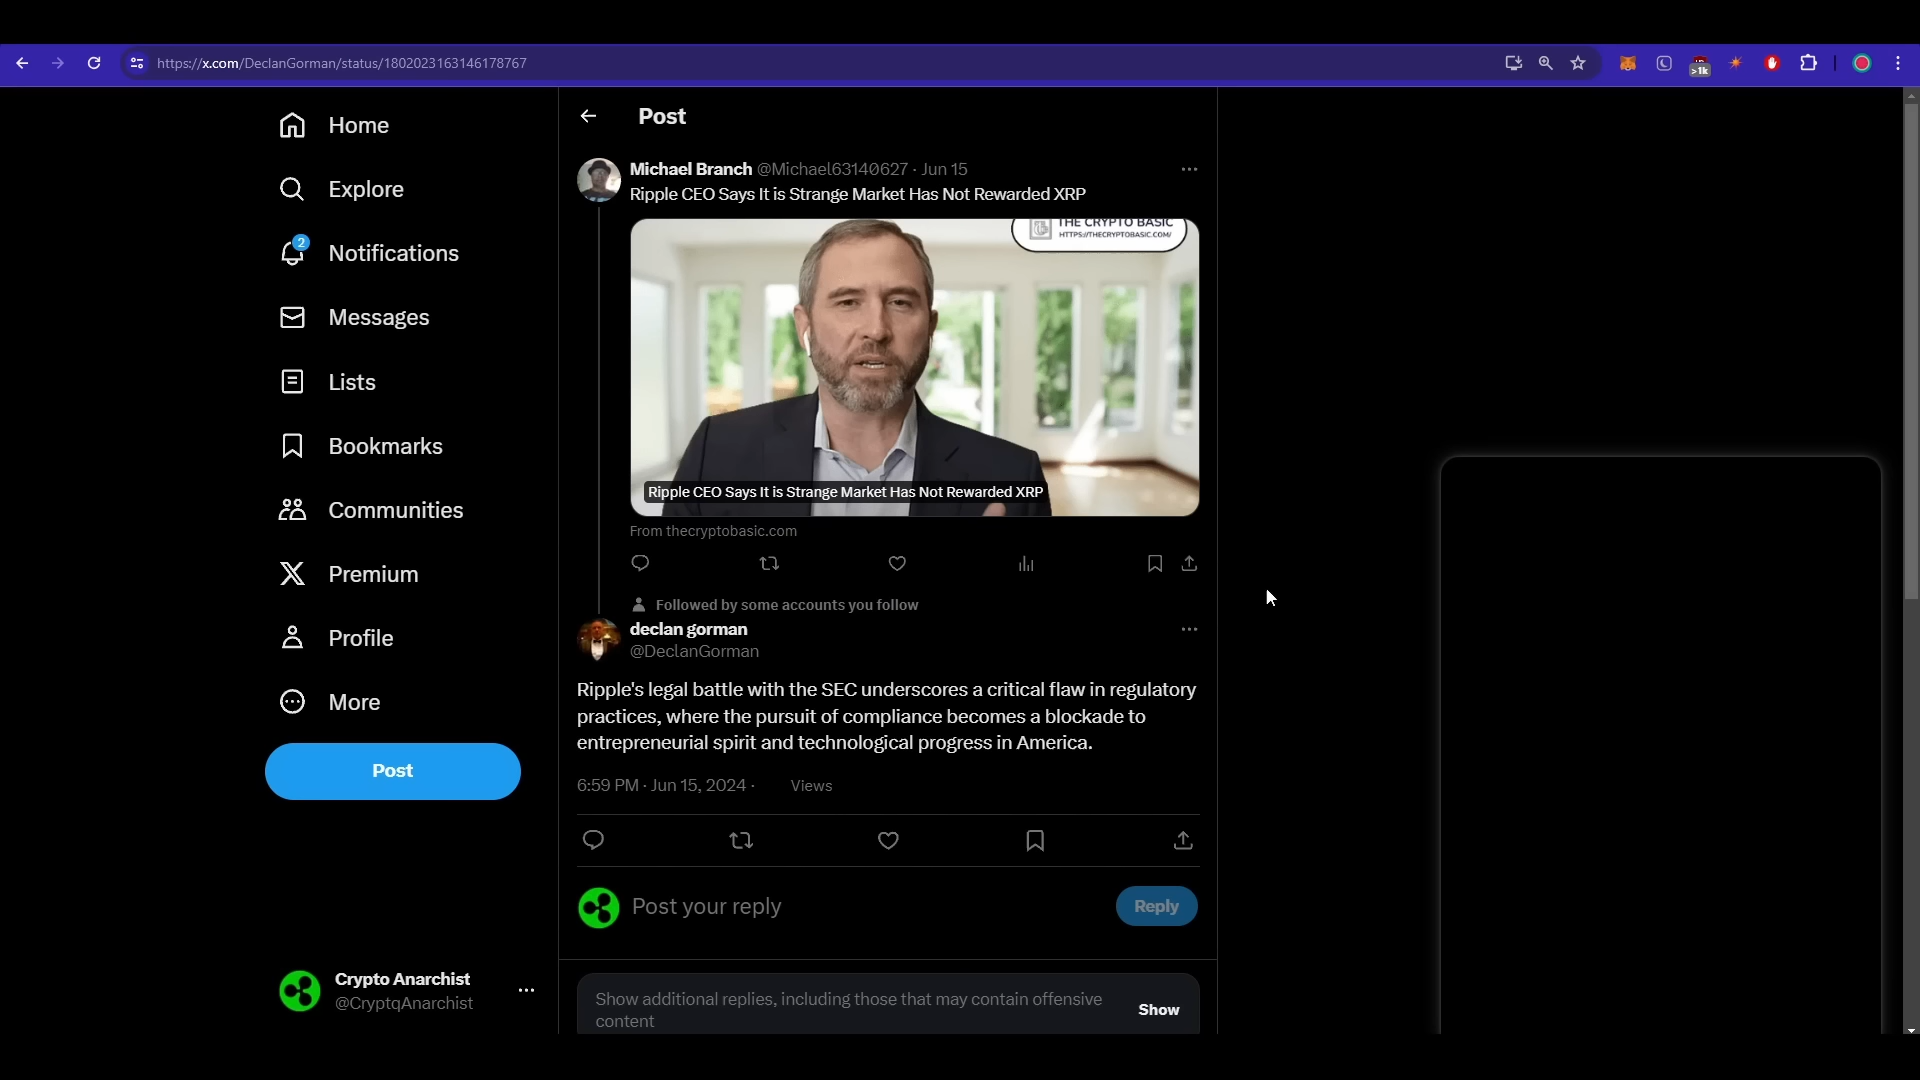 https://x.com/DeclanGorman/status/1802023163146178767
>1k
Home
Explore
2
Notifications
Messages
Lists
Bookmarks
Communities
Premium
Profile
More
Post
Crypto Anarchist
@CryptqAnarchist
Post
Michael Branch @Michael63140627 · Jun 15
Ripple CEO Says It is Strange Market Has Not Rewarded XRP
THE CRYPTO BASIC
HTTPS://THECRYPTOBASIC.COM/
Ripple CEO Says It is Strange Market Has Not Rewarded XRP
From thecryptobasic.com
Followed by some accounts you follow
declan gorman
@DeclanGorman
Ripple's legal battle with the SEC underscores a critical flaw in regulatory
practices, where the pursuit of compliance becomes a blockade to
entrepreneurial spirit and technological progress in America.
6:59 PM · Jun 15, 2024 · Views
Post your reply
Reply
Show additional replies, including those that may contain offensive
content
Show